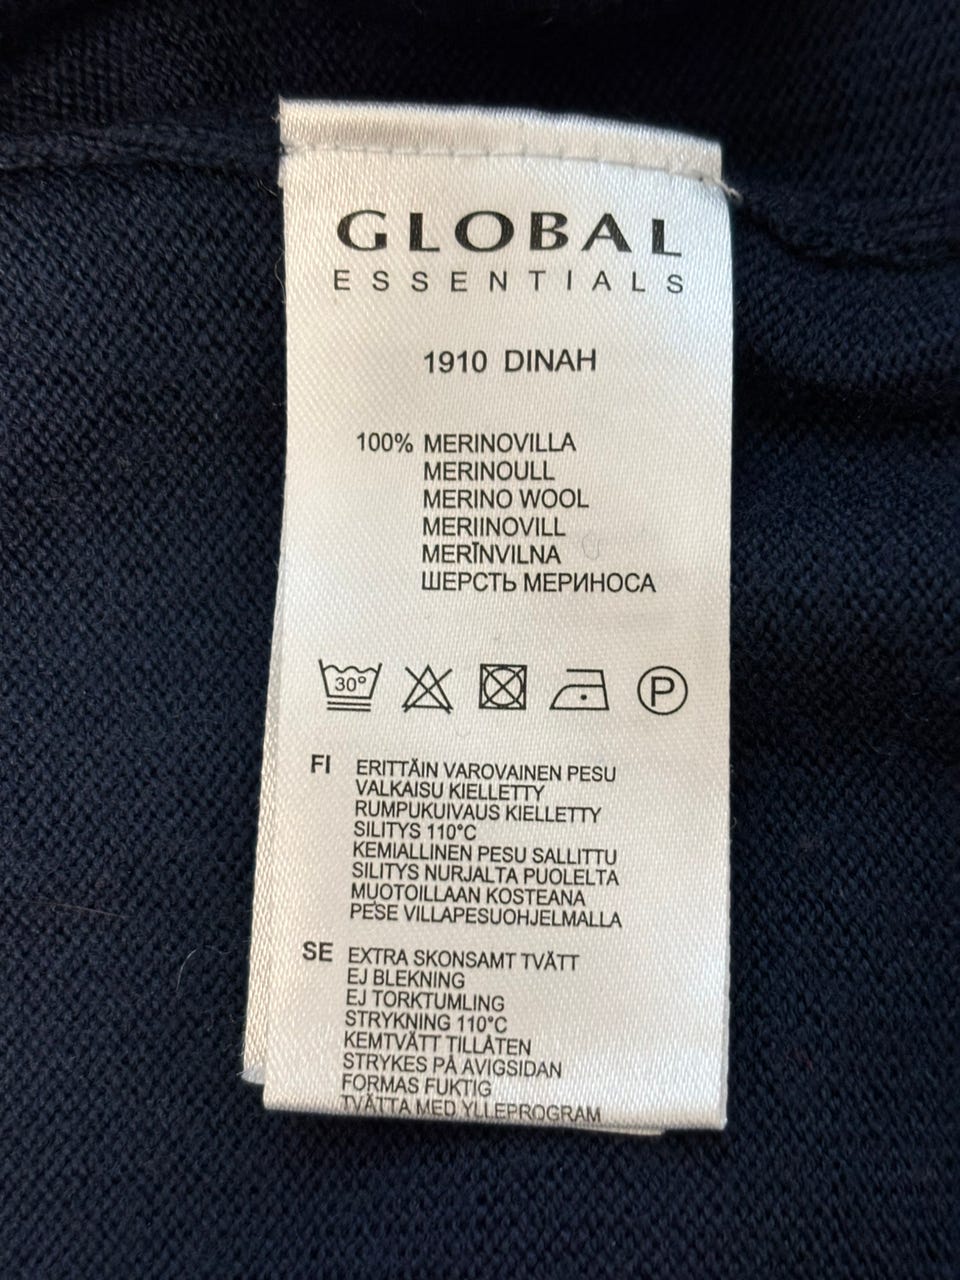 GLOBAL
ESSENTIALS
1910 DINAH
100% MERINOVILLA
MERINOULL
MERINO WOOL
MERIINOVILL
MERĪNVILNA
ШЕРСТЬ МЕРИНОСА
30°
P
FI ERITTÄIN VAROVAINEN PESU
VALKAISU KIELLETTY
RUMPUKUIVAUS KIELLETTY
SILITYS 110°C
KEMIALLINEN PESU SALLITTU
SILITYS NURJALTA PUOLELTA
MUOTOILLAAN KOSTEANA
PESE VILLAPESUOHJELMALLA
SE EXTRA SKONSAMT TVÄTT
EJ BLEKNING
EJ TORKTUMLING
STRYKNING 110°C
KEMTVÄTT TILLÅTEN
STRYKES PÅ AVIGSIDAN
FORMAS FUKTIG
TVÄTTA MED YLLEPROGRAM